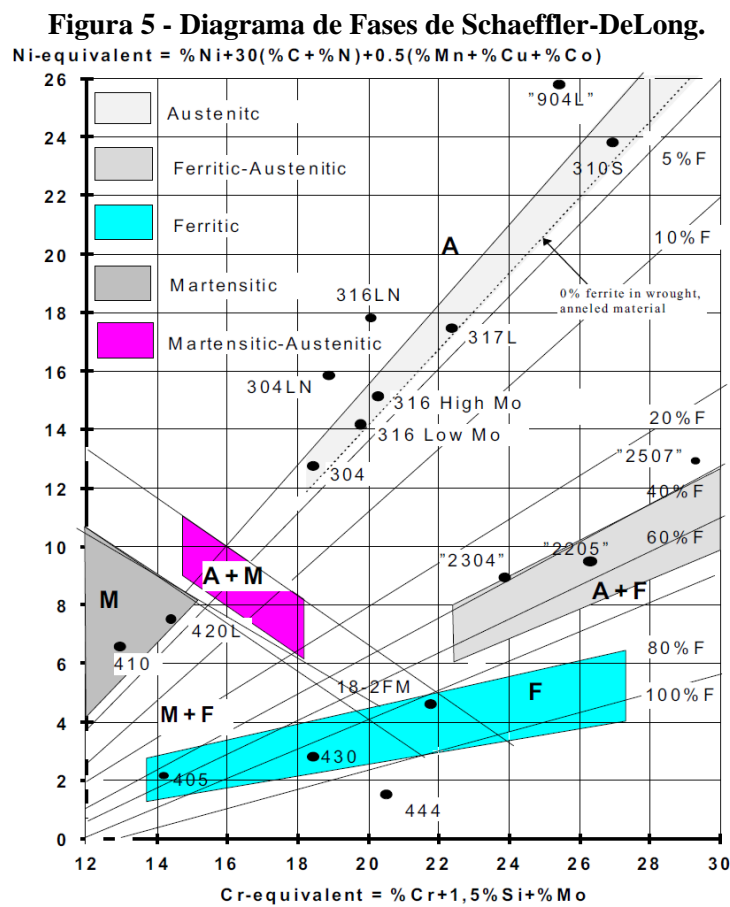 Figura 5 - Diagrama de Fases de Schaeffler-DeLong.
Ni-equivalent = %Ni+30(%C+%N)+0.5(%Mn+%Cu+%Co)
26
24
22
20
18
16
14
12
10
8
6
4
2
0
Austenitc
Ferritic-Austenitic
Ferritic
Martensitic
Martensitic-Austenitic
"904L"
310S
5%F
10%F
A
0% ferrite in wrought,
anneled material
316LN
317L
304LN
316 High Mo
316 Low Mo
20%F
304
"2507"
40%F
60%F
"2205"
"2304"
A+F
A+M
M
420L
410
80%F
18-2FM
F
100%F
M+F
430
405
444
12 14 16 18 20 22 24 26 28 30
Cr-equivalent = %Cr+1,5%Si+%Mo